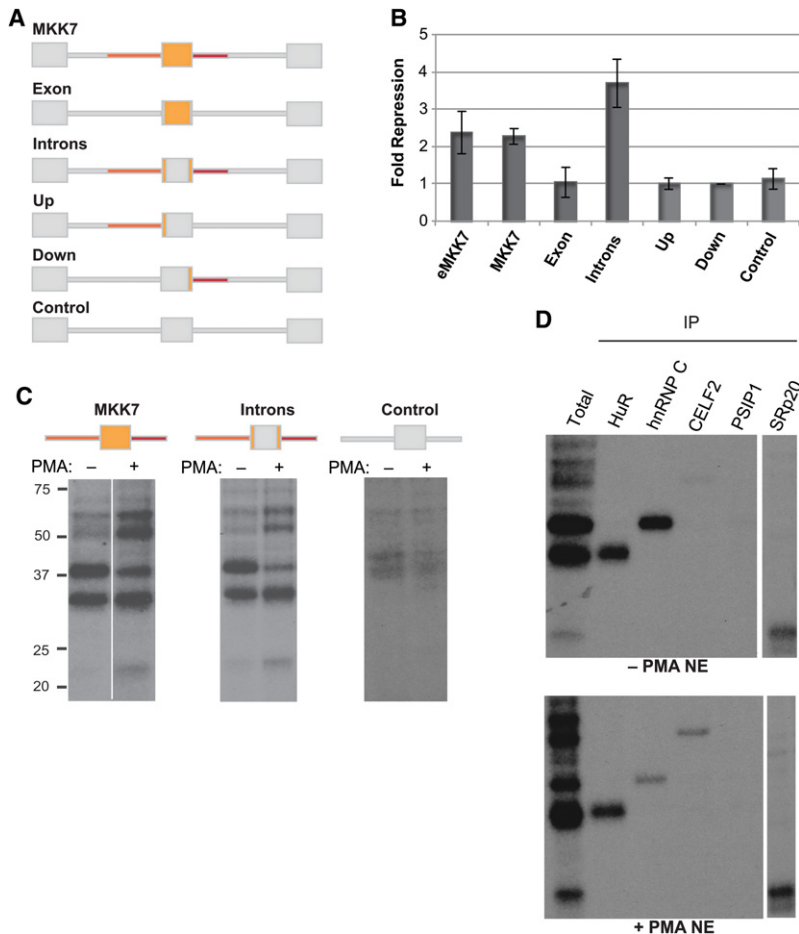 A
MKK7
Exon
Introns
Up
Down
Control
B
Fold Repression
5
4
3
2
1
0
eMKK7
MKK7
Exon
Introns
Up
Down
Control
C
MKK7
Introns
Control
PMA: – +
PMA: – +
PMA: – +
75
50
37
25
20
D
IP
Total
HuR
hnRNP C
CELF2
PSIP1
SRp20
– PMA NE
+ PMA NE